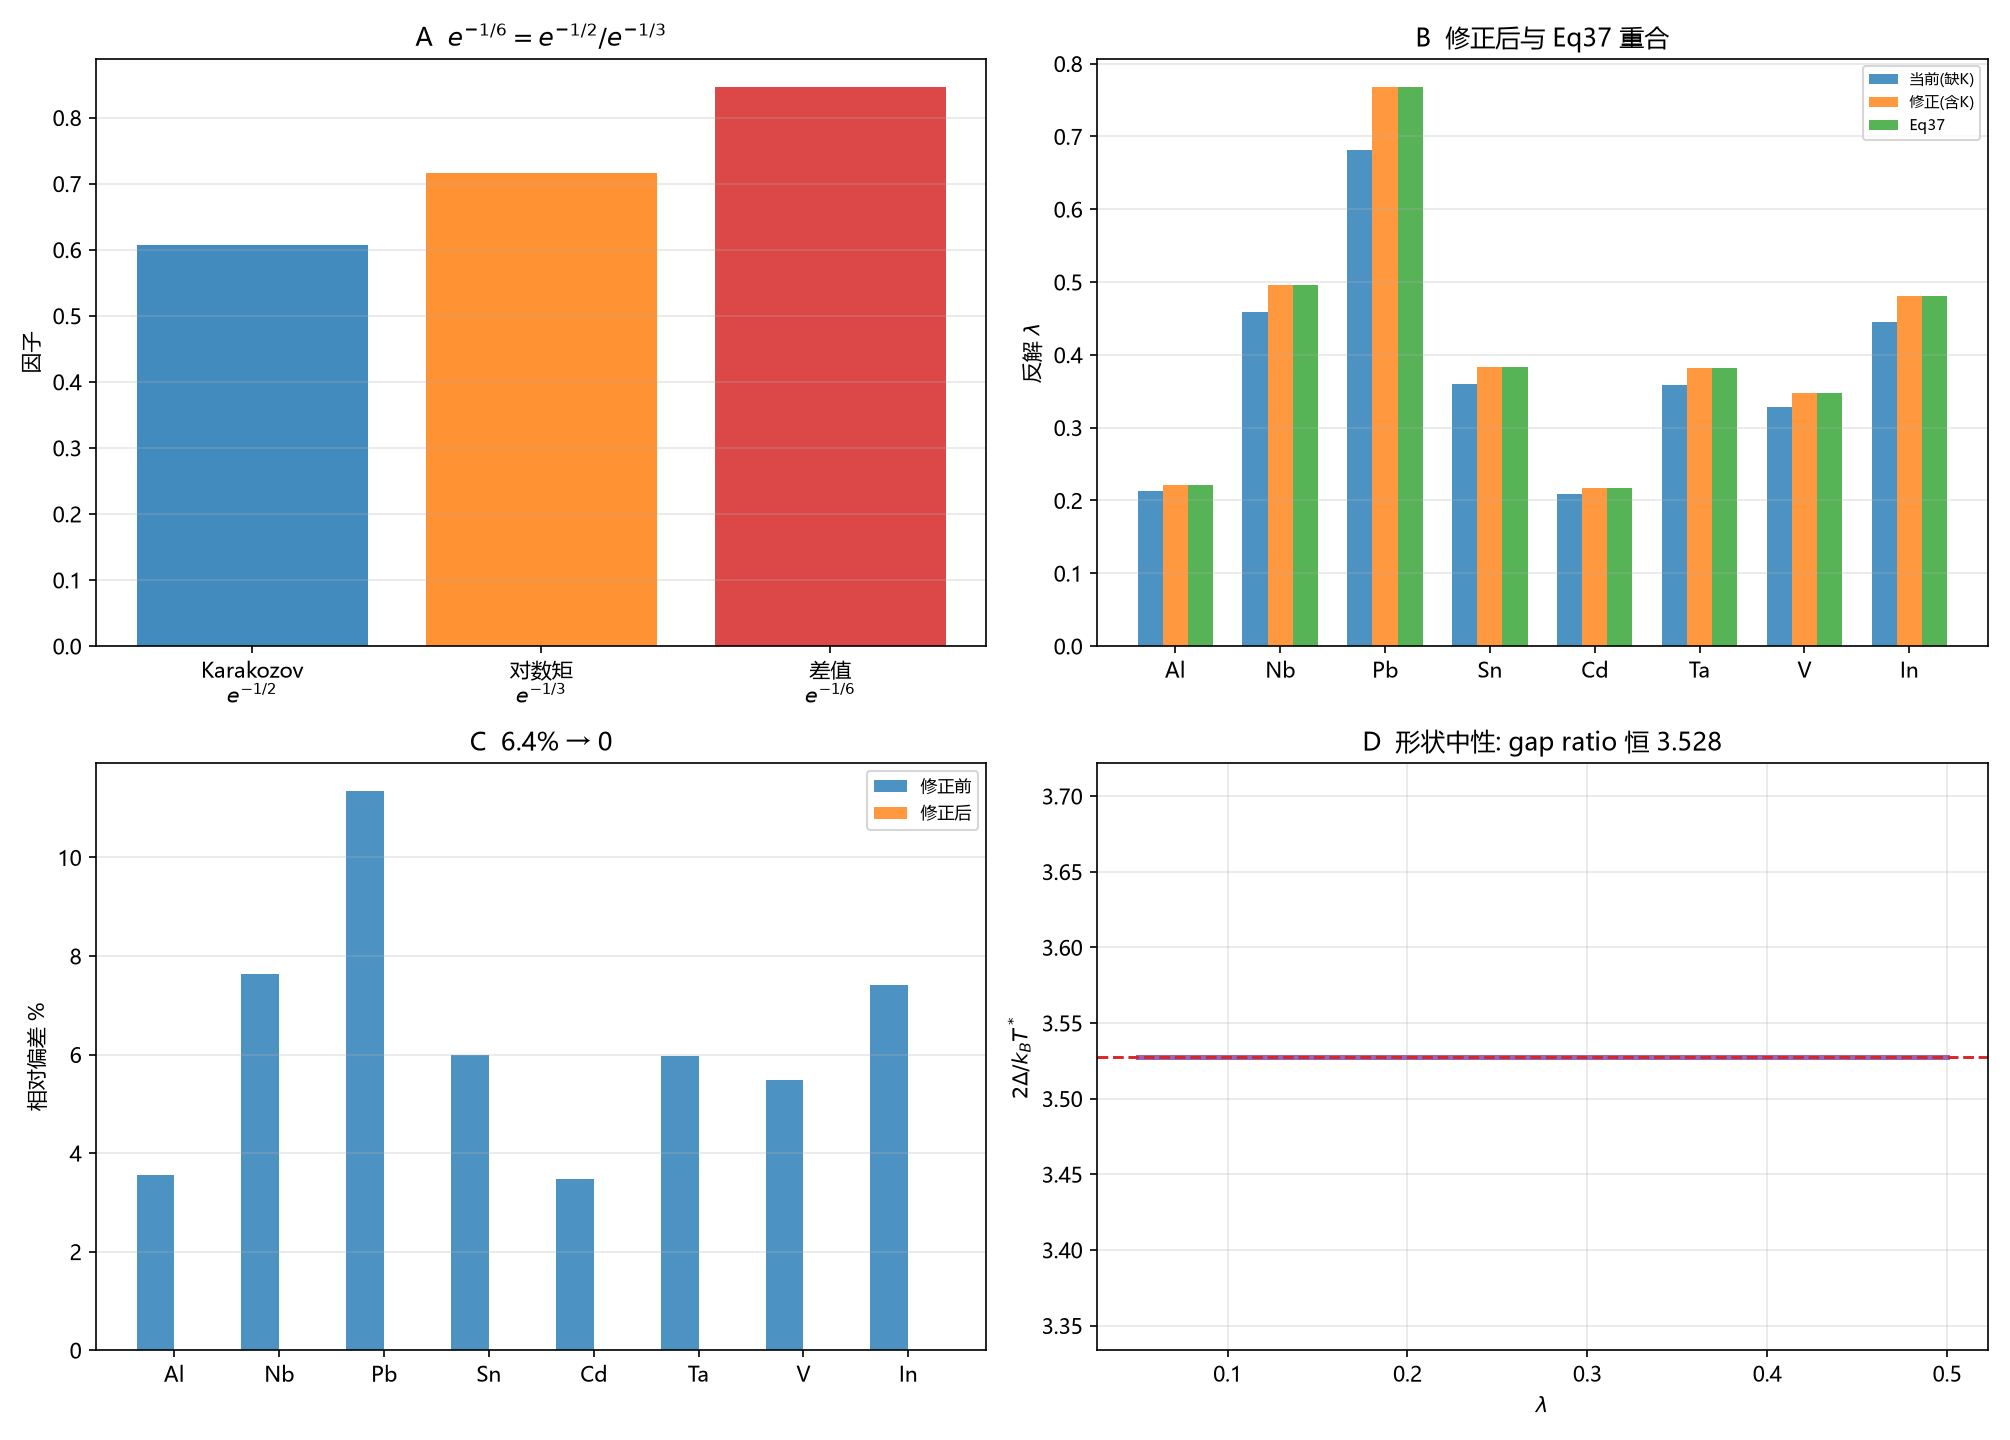 A e^{-1/6} = e^{-1/2}/e^{-1/3}
因子
0.8
0.7
0.6
0.5
0.4
0.3
0.2
0.1
0.0
Karakozov
e^{-1/2}
对数矩
e^{-1/3}
差值
e^{-1/6}
B 修正后与 Eq37 重合
当前(缺K)
修正(含K)
Eq37
反解 λ
0.8
0.7
0.6
0.5
0.4
0.3
0.2
0.1
0.0
Al Nb Pb Sn Cd Ta V In
C 6.4% → 0
修正前
修正后
相对偏差 %
10
8
6
4
2
0
Al Nb Pb Sn Cd Ta V In
D 形状中性: gap ratio 恒 3.528
2Δ/k_BT^*
3.70
3.65
3.60
3.55
3.50
3.45
3.40
3.35
0.1 0.2 0.3 0.4 0.5
λ